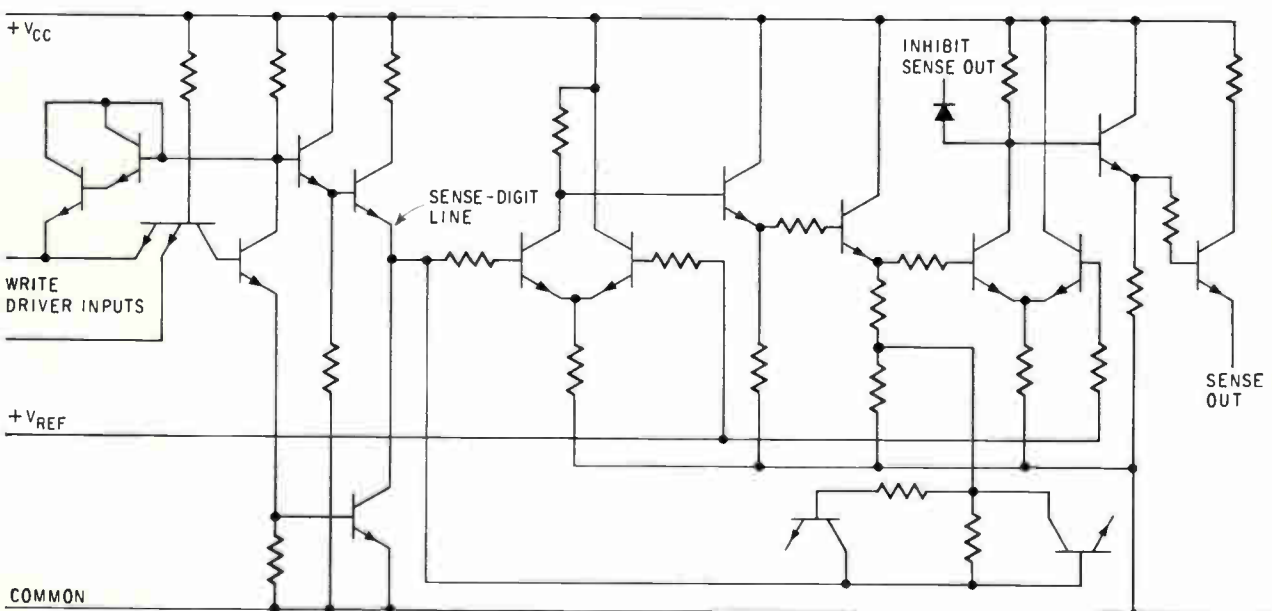 + VCC
INHIBIT
SENSE OUT
SENSE-DIGIT
LINE
WRITE
DRIVER INPUTS
SENSE
OUT
+ VREF
COMMON